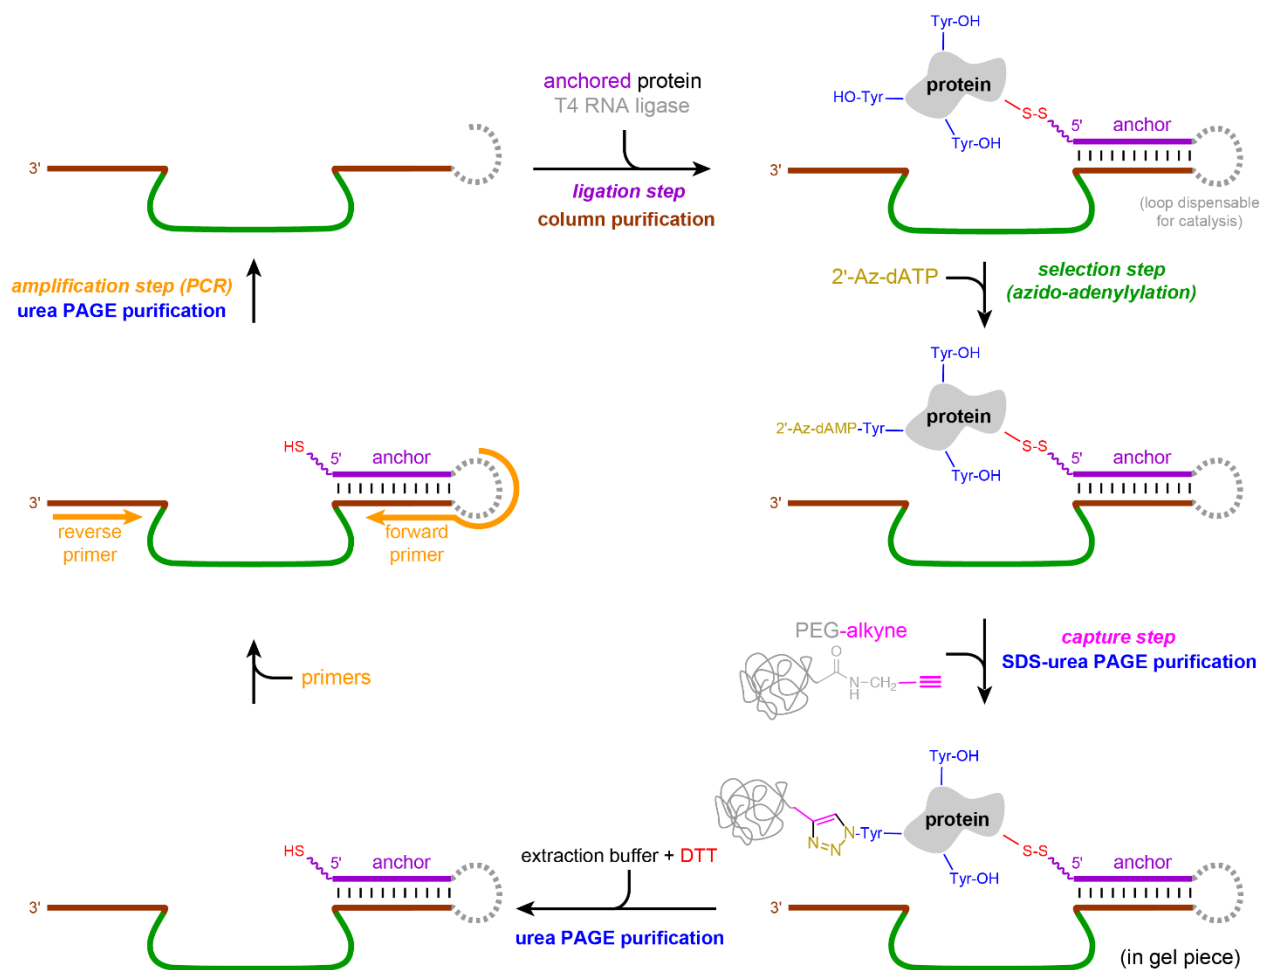 anchored protein
T4 RNA ligase
3'
ligation step
column purification
Tyr-OH
protein
HO-Tyr
Tyr-OH
S-S
5'
anchor
3'
(loop dispensable
for catalysis)
2'-Az-dATP
selection step
(azido-adenylylation)
Tyr-OH
protein
2'-Az-dAMP-Tyr
Tyr-OH
S-S
5'
anchor
3'
PEG-alkyne
O
N
H
CH2
capture step
SDS-urea PAGE purification
Tyr-OH
protein
N
N
N
-Tyr
Tyr-OH
S-S
5'
anchor
3'
(in gel piece)
extraction buffer + DTT
urea PAGE purification
HS
5'
anchor
3'
primers
HS
5'
anchor
3'
reverse
primer
forward
primer
amplification step (PCR)
urea PAGE purification